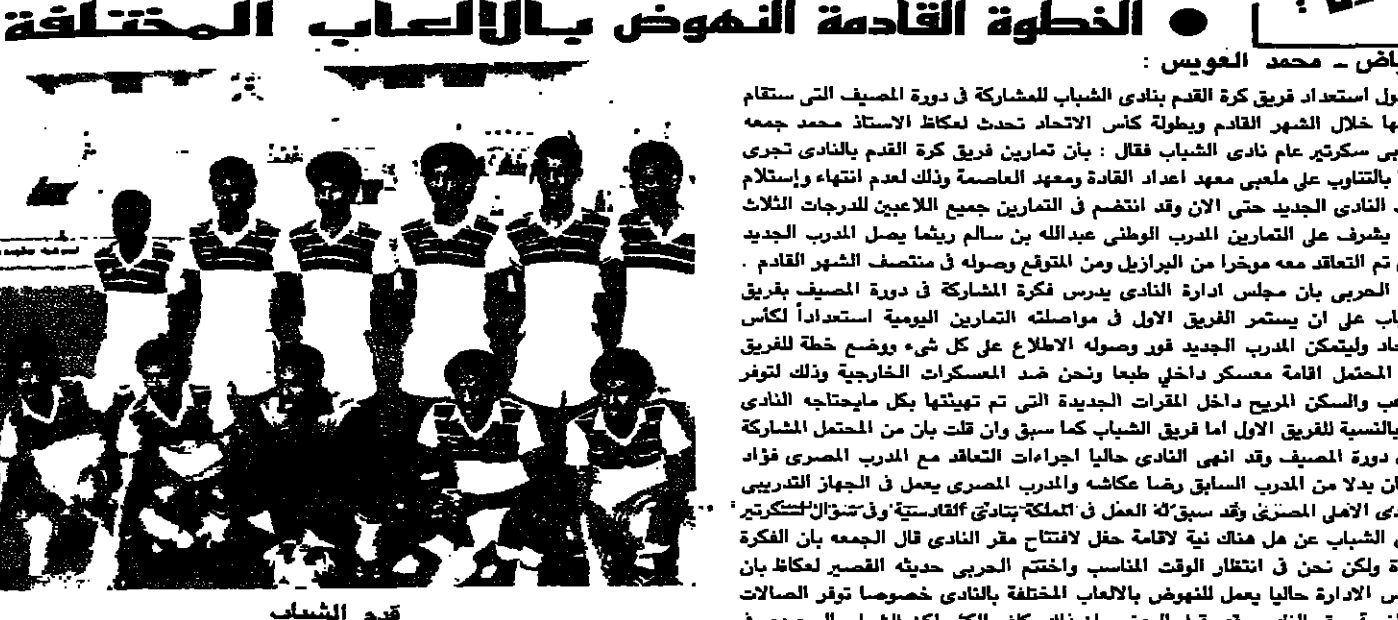 ● الخطوة القادمة النهوض بالالعاب المختلفة
ياض ـ محمد العويس :
ول استعداد فريق كرة القدم بنادى الشباب للمشاركة فى دورة المصيف التى ستقام
ها خلال الشهر القادم وبطولة كأس الاتحاد تحدث لعكاظ الاستاذ محمد جمعه
بى سكرتير عام نادى الشباب فقال : بأن تمارين فريق كرة القدم بالنادى تجرى
بالتناوب على ملعبى معهد اعداد القادة ومعهد العاصمة وذلك لعدم انتهاء وإستلام
النادى الجديد حتى الان وقد انتضم فى التمارين جميع اللاعبين للدرجات الثلاث
يشرف على التمارين المدرب الوطنى عبدالله بن سالم ريثما يصل المدرب الجديد
تم التعاقد معه موخرا من البرازيل ومن المتوقع وصوله فى منتصف الشهر القادم .
الحربى بان مجلس ادارة النادى يدرس فكرة المشاركة فى دورة المصيف بفريق
اب على ان يستمر الفريق الاول فى مواصلته التمارين اليومية استعداداً لكأس
حاد وليتمكن المدرب الجديد فور وصوله الاطلاع على كل شىء ووضع خطة للفريق
المحتمل اقامة معسكر داخلى طبعا ونحن ضد المعسكرات الخارجية وذلك لتوفر
عب والسكن المريح داخل المقرات الجديدة التى تم تهيئتها بكل مايحتاجه النادى
بالنسبة للفريق الاول اما فريق الشباب كما سبق وان قلت بان من المحتمل المشاركة
دورة المصيف وقد انهى النادى حاليا اجراءات التعاقد مع المدرب المصرى فؤاد
ان بدلا من المدرب السابق رضا عكاشه والمدرب المصرى يعمل فى الجهاز التدريبى
دى الاهلى المصرى وقد سبق له العمل فى المملكة بنادى القادسية وفى سؤال لسكرتير
الشباب عن هل هناك نية لاقامة حفل لافتتاح مقر النادى قال الجمعه بان الفكرة
ة ولكن نحن فى انتظار الوقت المناسب واختتم الحربى حديثه القصير لعكاظ بان
س الادارة حاليا يعمل للنهوض بالالعاب المختلفة بالنادى خصوصا توفر الصالات
قدم الشباب